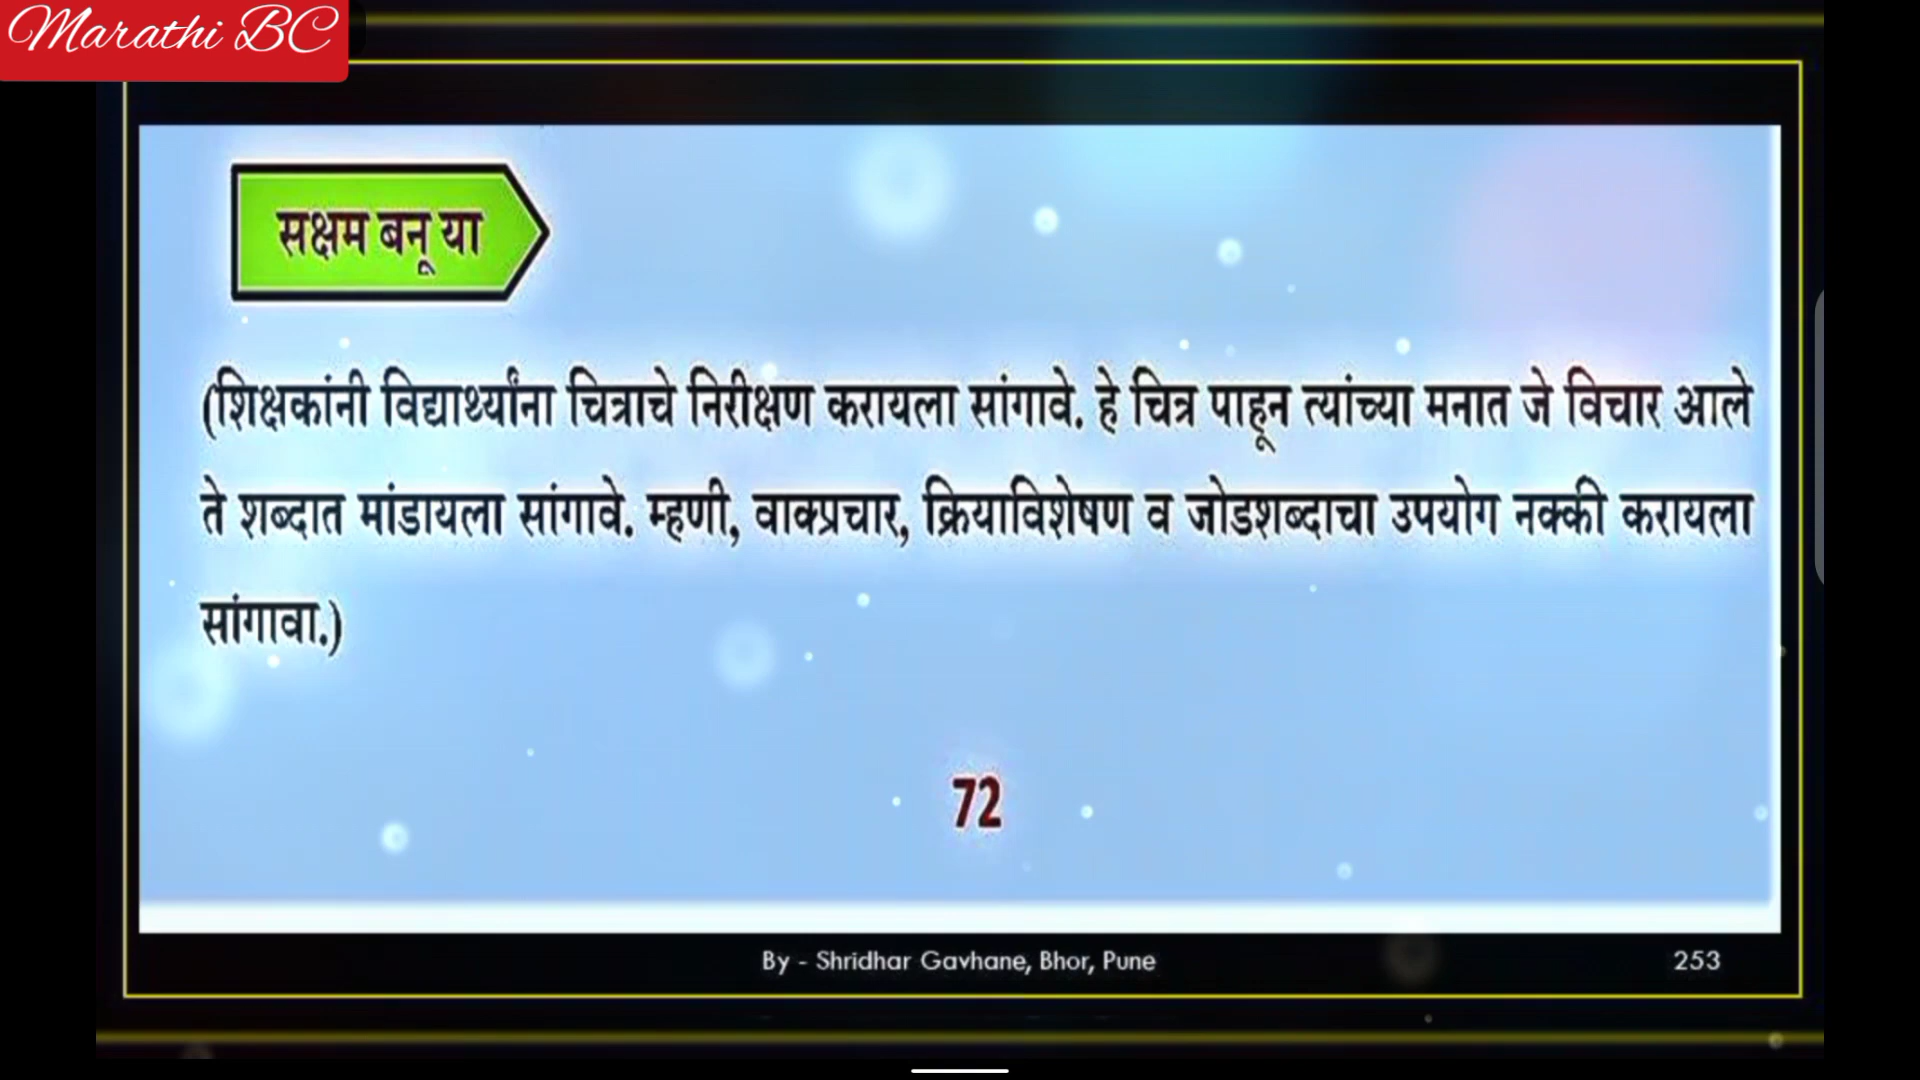 Marathi BC
सक्षम बनू या
(शिक्षकांनी विद्यार्थ्यांना चित्राचे निरीक्षण करायला सांगावे. हे चित्र पाहून त्यांच्या मनात जे विचार आले
ते शब्दात मांडायला सांगावे. म्हणी, वाक्प्रचार, क्रियाविशेषण व जोडशब्दाचा उपयोग नक्की करायला
सांगावा.)
72
By - Shridhar Gavhane, Bhor, Pune
253